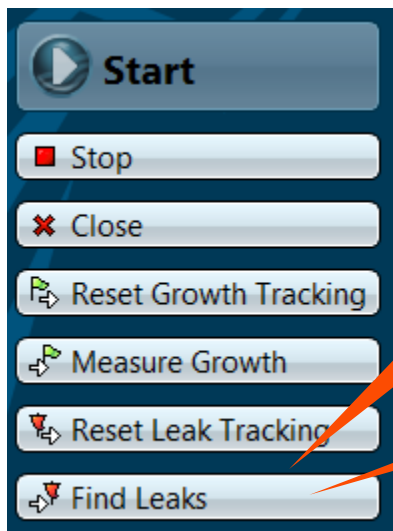 Start
Stop
Close
Reset Growth Tracking
Measure Growth
Reset Leak Tracking
Find Leaks